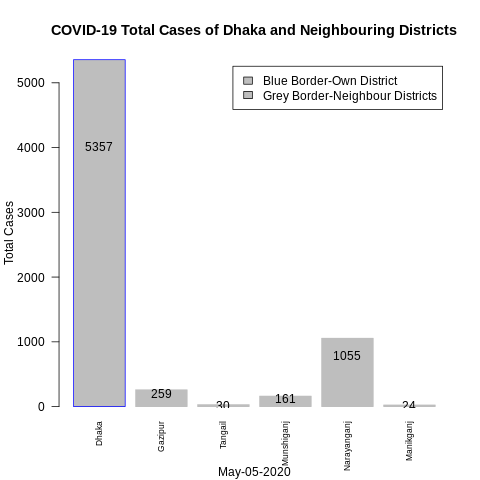 COVID-19 Total Cases of Dhaka and Neighbouring Districts
Blue Border-Own District
Grey Border-Neighbour Districts
Total Cases
5000
4000
3000
2000
1000
0
5357
259
30
161
1055
24
Dhaka
Gazipur
Tangail
Munshiganj
Narayanganj
Manikganj
May-05-2020